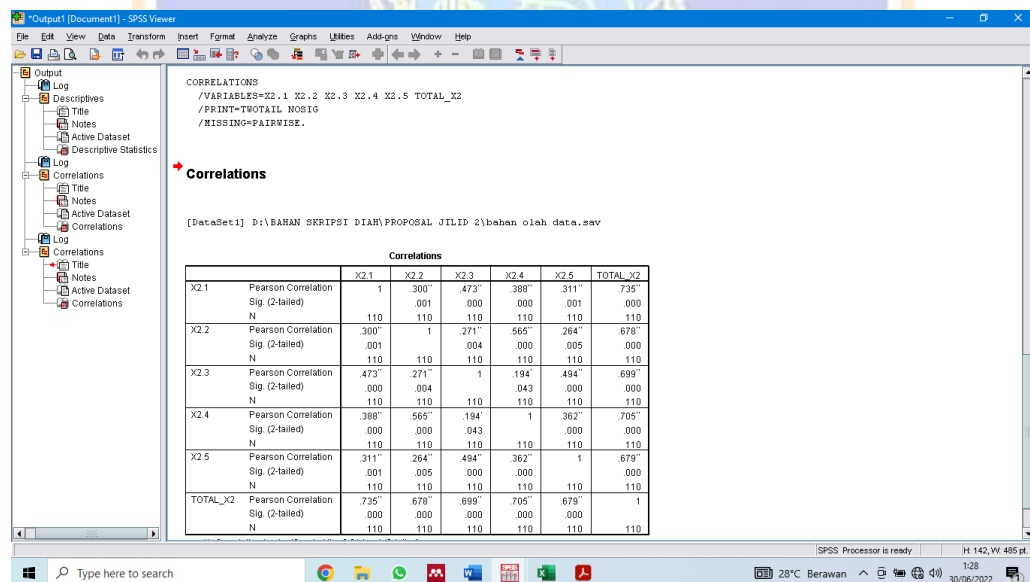 *Output1 [Document1] - SPSS Viewer
File Edit View Data Transform Insert Format Analyze Graphs Utilities Add-ons Window Help
Output
Log
Descriptives
Title
Notes
Active Dataset
Descriptive Statistics
Log
Correlations
Title
Notes
Active Dataset
Correlations
Log
Correlations
Title
Notes
Active Dataset
Correlations
CORRELATIONS
/VARIABLES=X2.1 X2.2 X2.3 X2.4 X2.5 TOTAL_X2
/PRINT=TWOTAIL NOSIG
/MISSING=PAIRWISE.
Correlations
[DataSet1] D:\BAHAN SKRIPSI DIAH\PROPOSAL JILID 2\bahan olah data.sav
Correlations
X2.1 X2.2 X2.3 X2.4 X2.5 TOTAL_X2
X2.1 Pearson Correlation 1 .300** .473** .388** .311** .735**
Sig. (2-tailed) .001 .000 .000 .001 .000
N 110 110 110 110 110 110
X2.2 Pearson Correlation .300** 1 .271** .565** .264** .678**
Sig. (2-tailed) .001 .004 .000 .005 .000
N 110 110 110 110 110 110
X2.3 Pearson Correlation .473** .271** 1 .194* .494** .699**
Sig. (2-tailed) .000 .004 .043 .000 .000
N 110 110 110 110 110 110
X2.4 Pearson Correlation .388** .565** .194* 1 .362** .705**
Sig. (2-tailed) .000 .000 .043 .000 .000
N 110 110 110 110 110 110
X2.5 Pearson Correlation .311** .264** .494** .362** 1 .679**
Sig. (2-tailed) .001 .005 .000 .000 .000
N 110 110 110 110 110 110
TOTAL_X2 Pearson Correlation .735** .678** .699** .705** .679** 1
Sig. (2-tailed) .000 .000 .000 .000 .000
N 110 110 110 110 110 110
SPSS Processor is ready H: 142, W: 485 pt.
Type here to search
28°C Berawan
1:28
30/06/2022